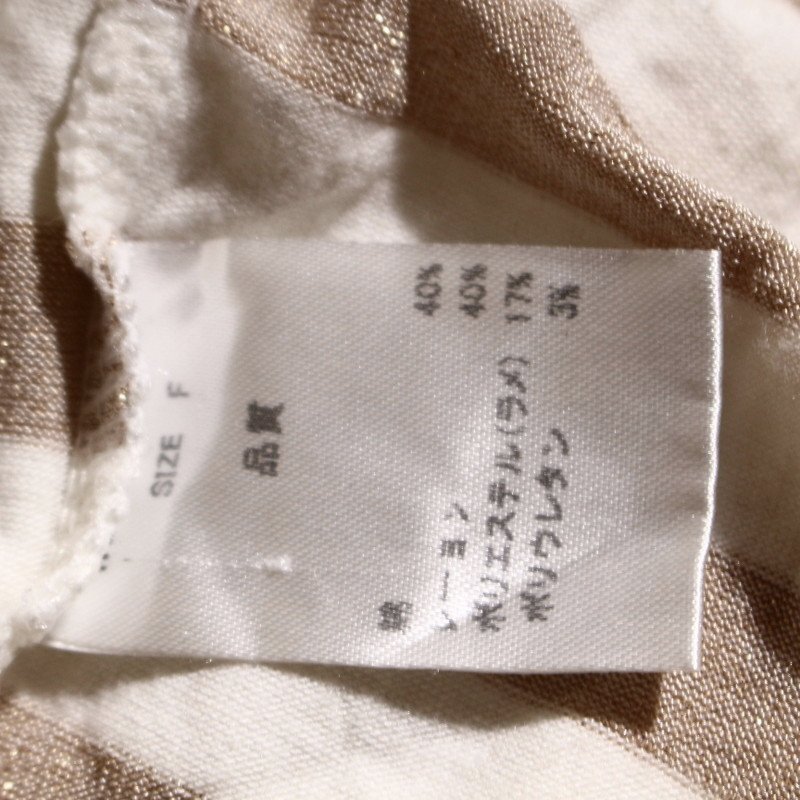 SIZE F
品質
綿 40%
レーヨン 40%
ポリエステル(ラメ) 17%
ポリウレタン 3%